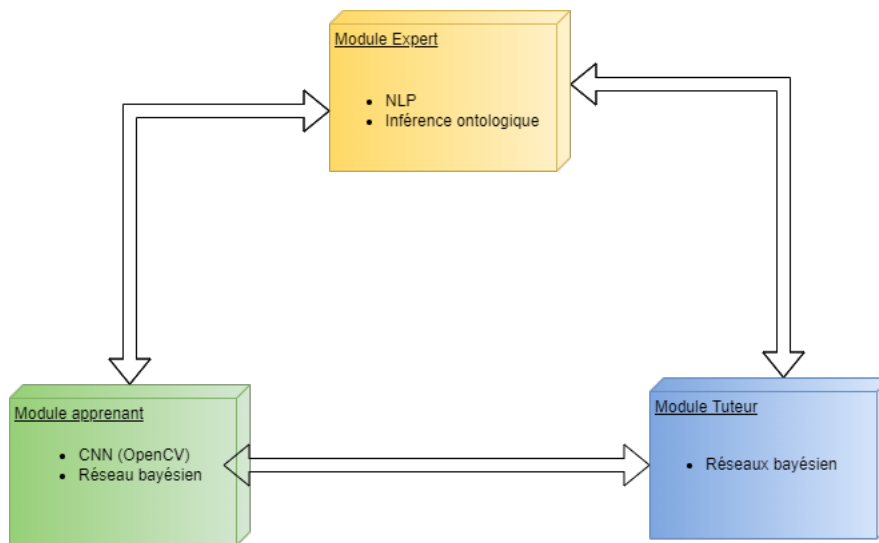 Module Expert
NLP
Inférence ontologique
Module apprenant
CNN (OpenCV)
Réseau bayésien
Module Tuteur
Réseaux bayésien